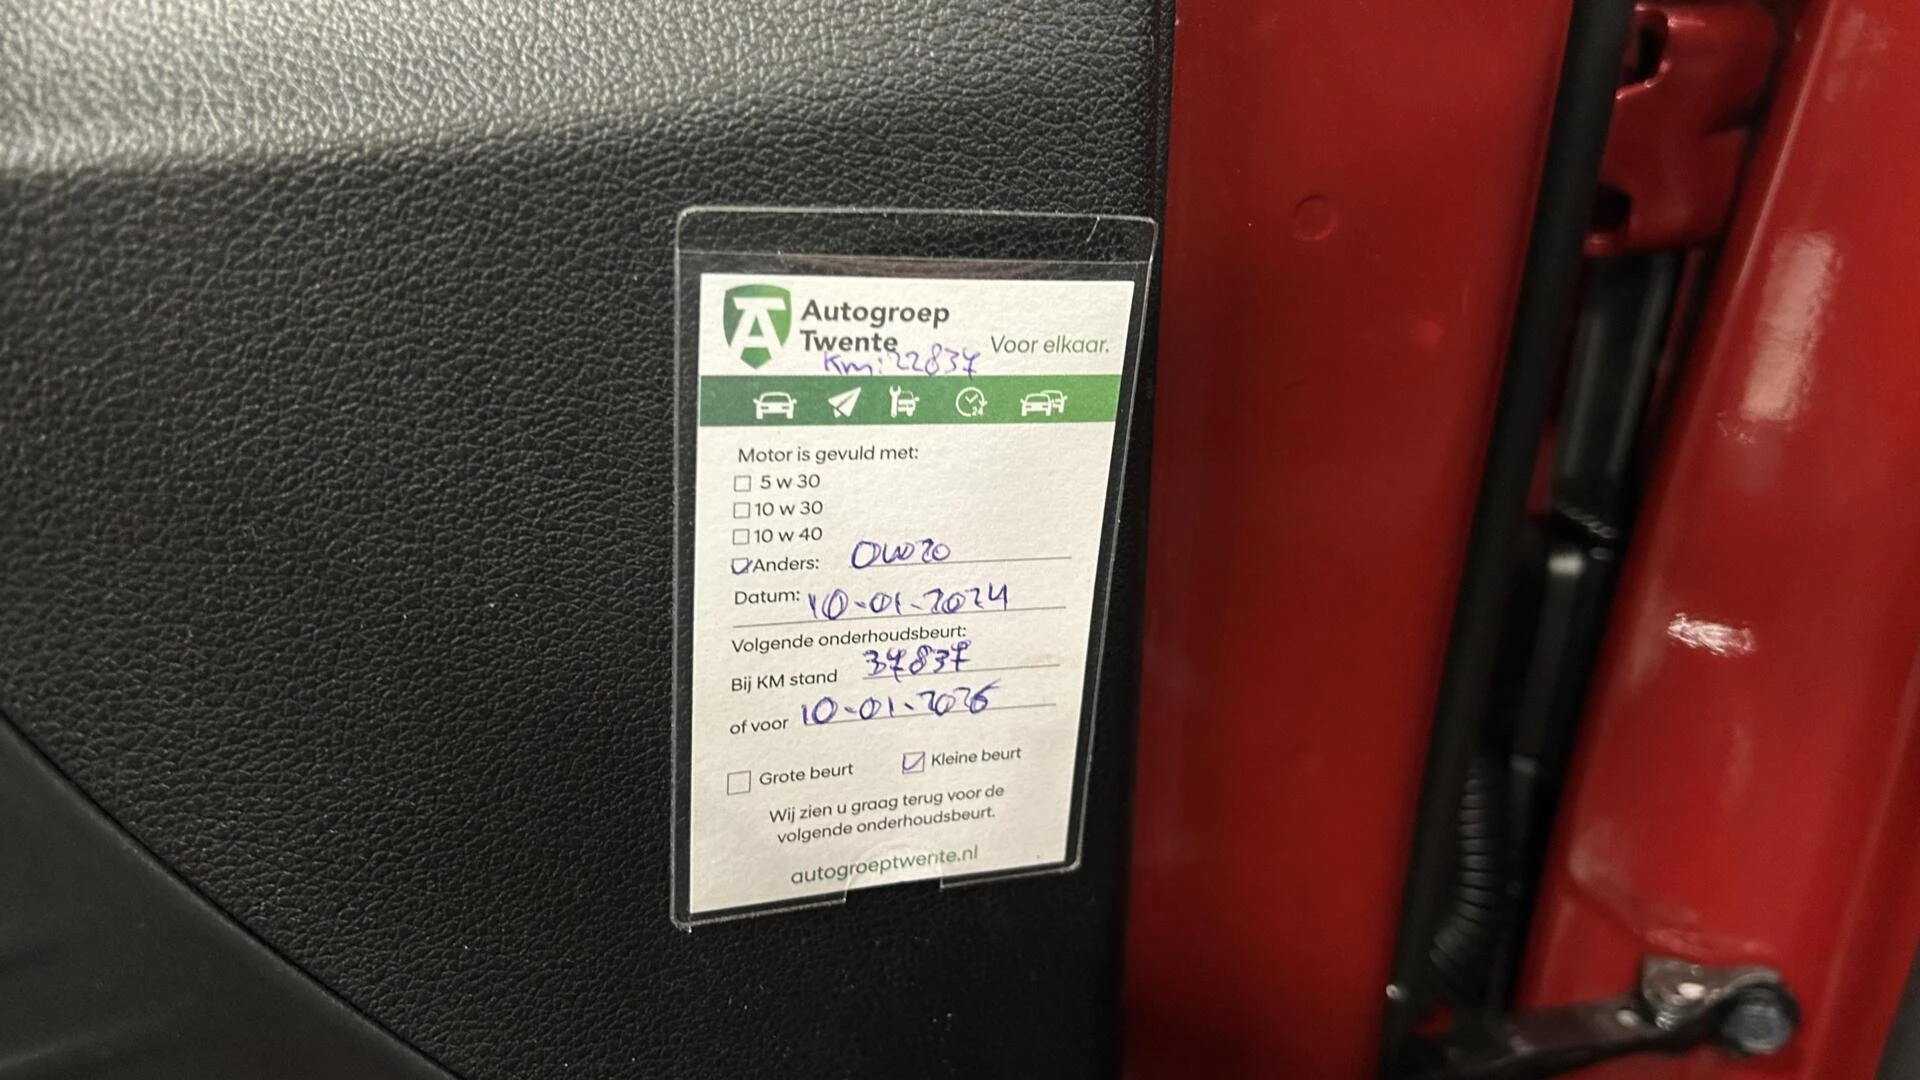 Autogroep
Twente
Voor elkaar.
Km: 22837
24
Motor is gevuld met:
5 w 30
10 w 30
10 w 40
Anders: 0W20
Datum: 10-01-2024
Volgende onderhoudsbeurt:
Bij KM stand 37837
of voor 10-01-2026
Grote beurt
Kleine beurt
Wij zien u graag terug voor de
volgende onderhoudsbeurt.
autogroeptwente.nl